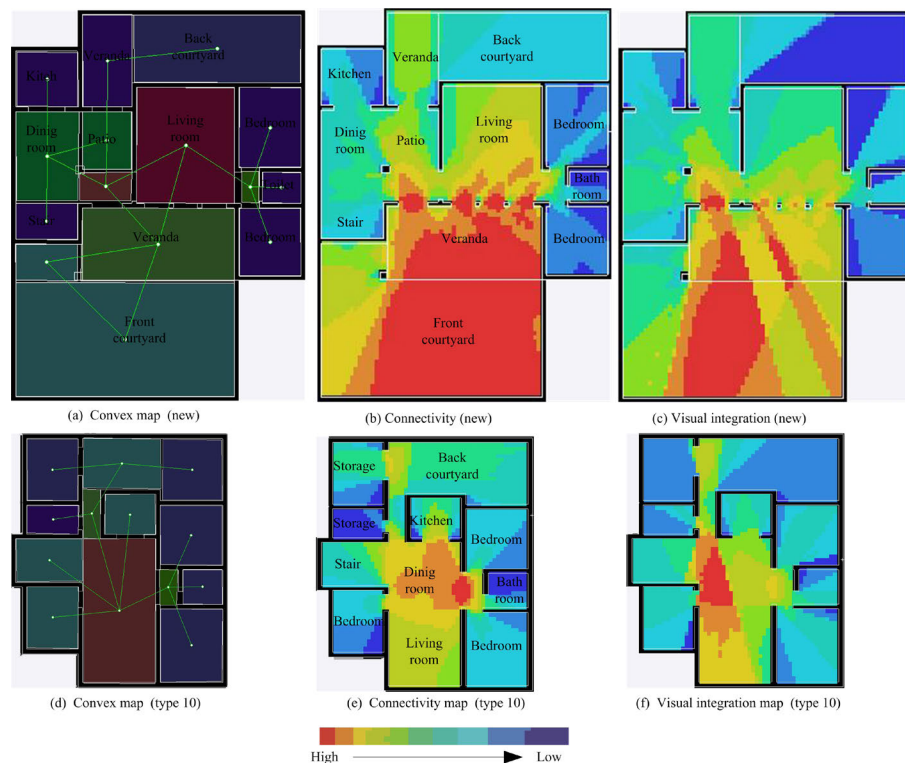 Back
courtyard
Veranda
Kitch
Living
room
Dinig
room
Patio
Bedroom
Toilet
Stair
Veranda
Bedroom
Front
courtyard
(a) Convex map (new)
Veranda
Back
courtyard
Kitchen
Dinig
room
Patio
Living
room
Bedroom
Bath
room
Stair
Veranda
Bedroom
Front
courtyard
(b) Connectivity (new)
(c) Visual integration (new)
(d) Convex map (type 10)
Storage
Back
courtyard
Storage
Kitchen
Bedroom
Stair
Dinig
room
Bath
room
Bedroom
Living
room
Bedroom
(e) Connectivity map (type 10)
(f) Visual integration map (type 10)
High
Low